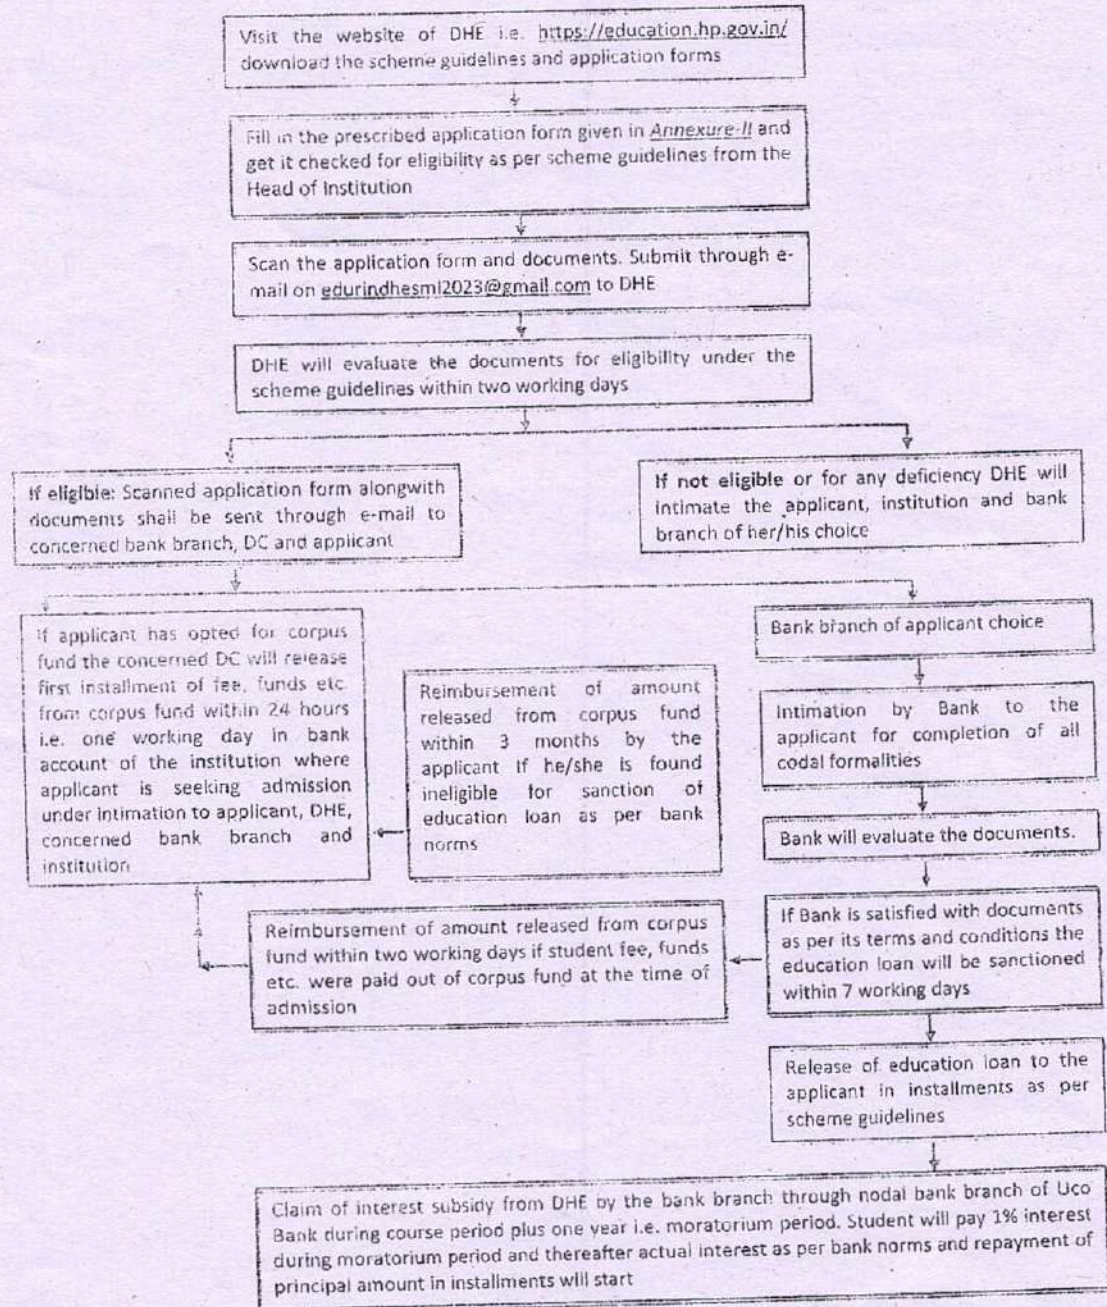 Visit the website of DHE i.e. https://education.hp.gov.in/
download the scheme guidelines and application forms
Fill in the prescribed application form given in Annexure-II and
get it checked for eligibility as per scheme guidelines from the
Head of Institution
Scan the application form and documents. Submit through e-
mail on edurindhesml2023@gmail.com to DHE
DHE will evaluate the documents for eligibility under the
scheme guidelines within two working days
If eligible: Scanned application form alongwith
documents shall be sent through e-mail to
concerned bank branch, DC and applicant
If not eligible or for any deficiency DHE will
intimate the applicant, institution and bank
branch of her/his choice
If applicant has opted for corpus
fund the concerned DC will release
first installment of fee, funds etc.
from corpus fund within 24 hours
i.e. one working day in bank
account of the institution where
applicant is seeking admission
under intimation to applicant, DHE,
concerned bank branch and
institution
Reimbursement of amount
released from corpus fund
within 3 months by the
applicant if he/she is found
ineligible for sanction of
education loan as per bank
norms
Bank branch of applicant choice
Intimation by Bank to the
applicant for completion of all
codal formalities
Bank will evaluate the documents.
Reimbursement of amount released from corpus
fund within two working days if student fee, funds
etc. were paid out of corpus fund at the time of
admission
If Bank is satisfied with documents
as per its terms and conditions the
education loan will be sanctioned
within 7 working days
Release of education loan to the
applicant in installments as per
scheme guidelines
Claim of interest subsidy from DHE by the bank branch through nodal bank branch of Uco
Bank during course period plus one year i.e. moratorium period. Student will pay 1% interest
during moratorium period and thereafter actual interest as per bank norms and repayment of
principal amount in installments will start